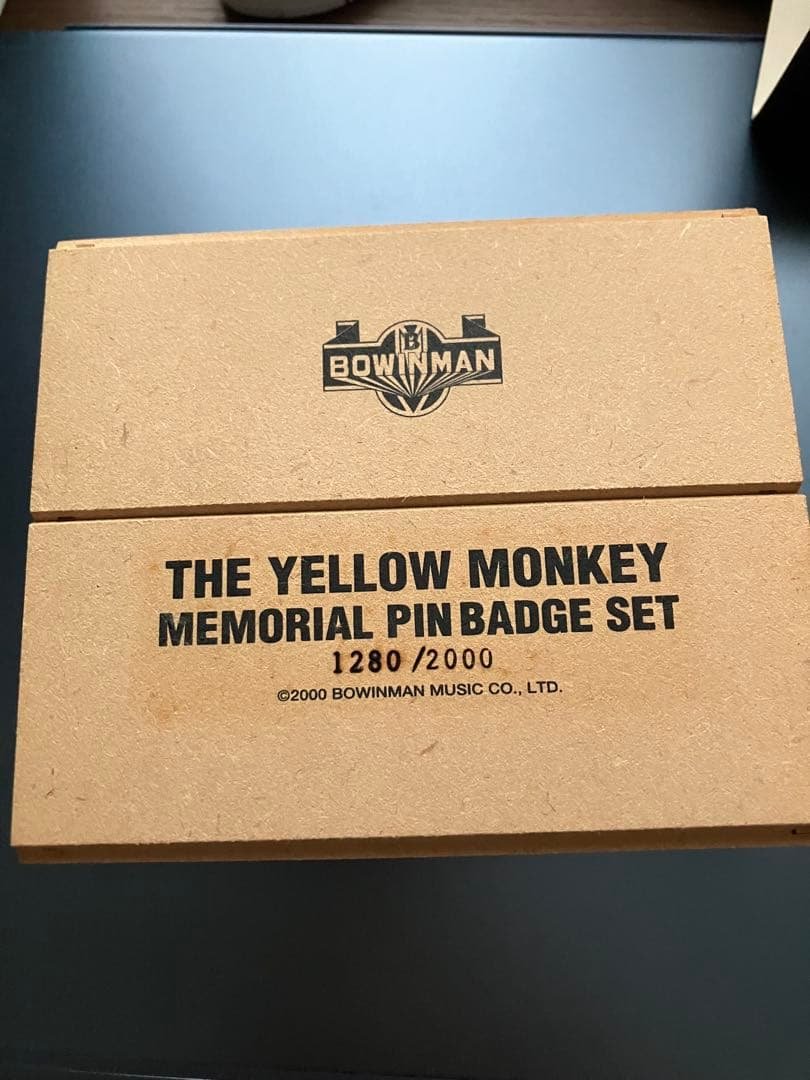 B
BOWINMAN
THE YELLOW MONKEY
MEMORIAL PIN BADGE SET
1280/2000
©2000 BOWINMAN MUSIC CO., LTD.